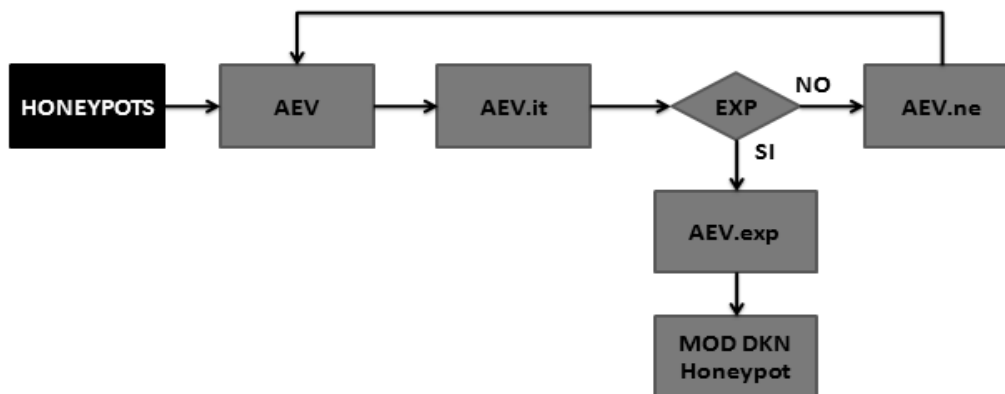 HONEYPOTS
AEV
AEV.it
EXP
NO
AEV.ne
SI
AEV.exp
MOD DKN
Honeypot